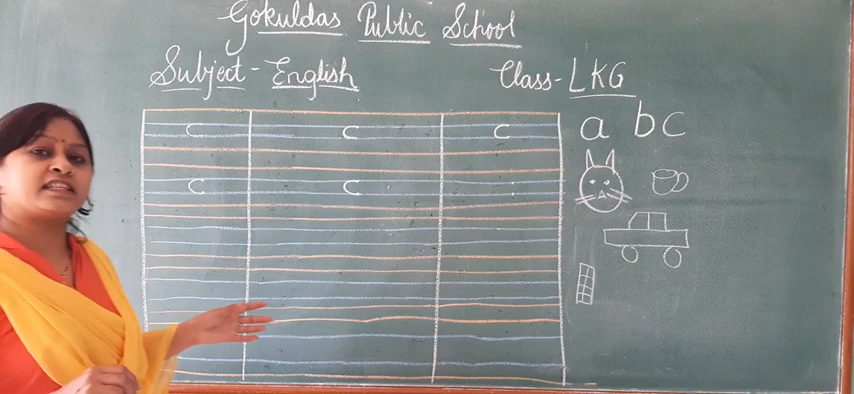 Gokuldas Public School
Subject - English Class - LKG
a b c
c c c
c c